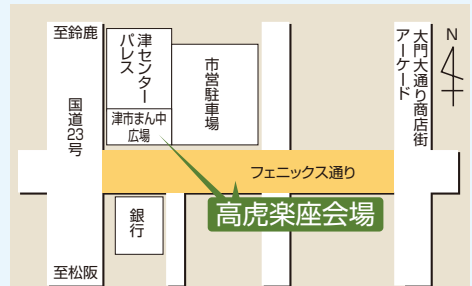 至鈴鹿
国道23号
至松阪
津センター
パレス
津市まん中
広場
市営駐車場
大門大通り商店街
アーケード
N
フェニックス通り
高虎楽座会場
銀行